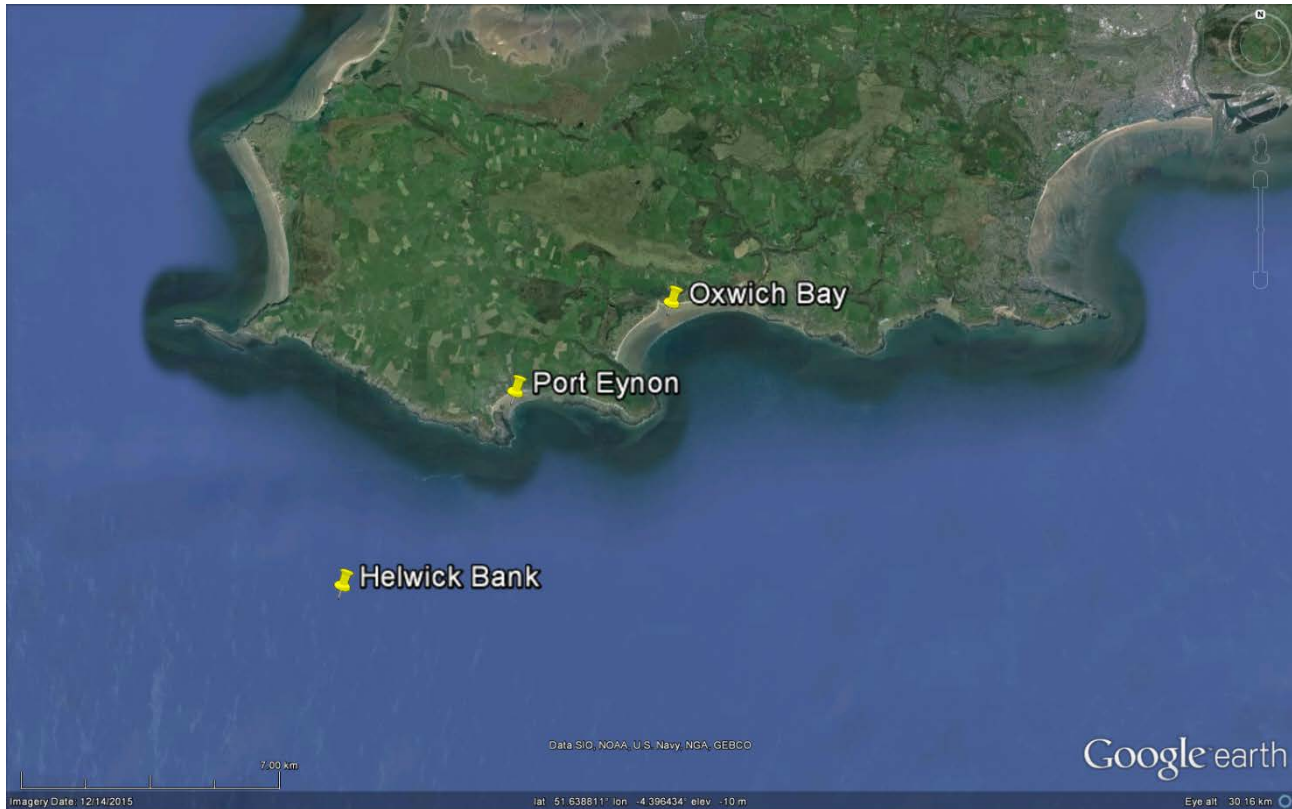 N
Oxwich Bay
Port Eynon
Helwick Bank
Data SIO, NOAA, U.S. Navy, NGA, GEBCO
Google earth
7.00 km
Imagery Date: 12/14/2015
lat 51.638811° lon -4.396434° elev -10 m
Eye alt 30.16 km